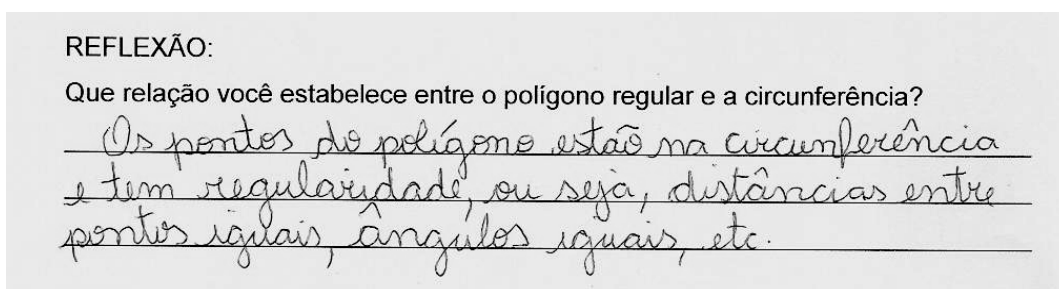 REFLEXÃO:
Que relação você estabelece entre o polígono regular e a circunferência?
Os pontos do polígono estão na circunferência
e tem regularidade, ou seja, distâncias entre
pontos iguais, ângulos iguais, etc.